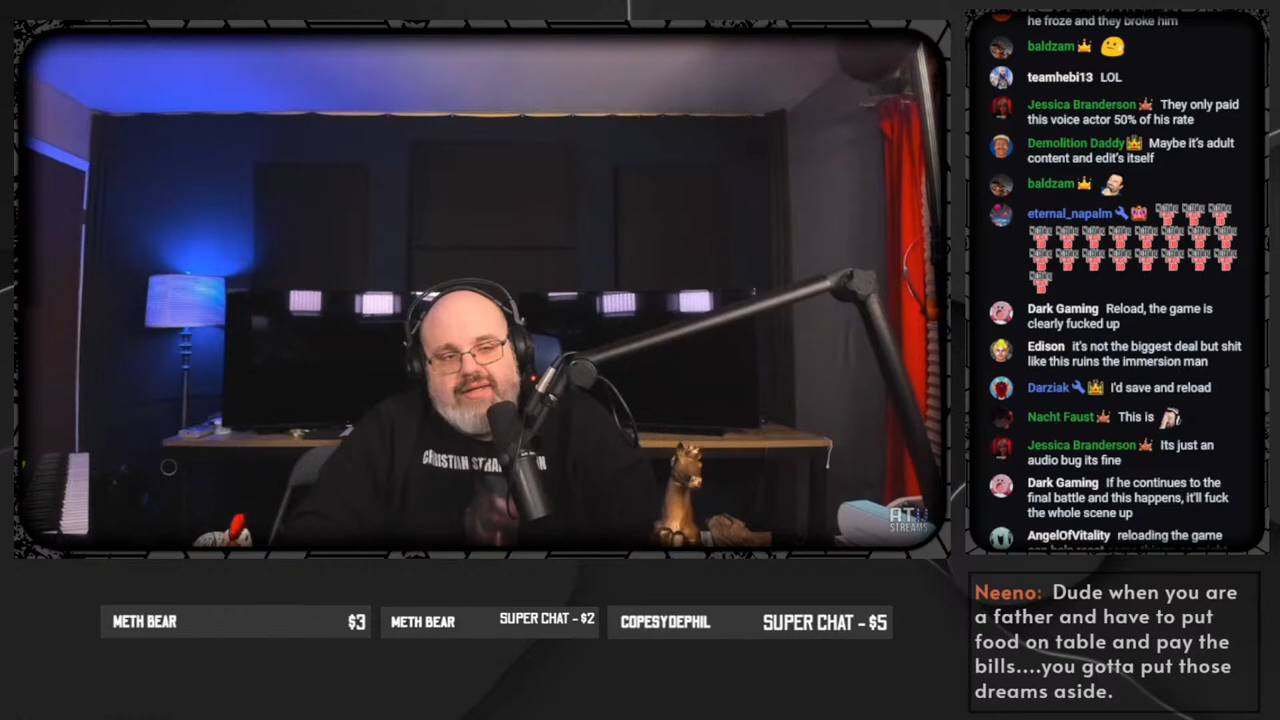 he froze and they broke him
baldzam
teamhebi13 LOL
Jessica Branderson They only paid
this voice actor 50% of his rate
Demolition Daddy Maybe it's adult
content and edit's itself
baldzam
eternal_napalm
Dark Gaming Reload, the game is
clearly fucked up
Edison it's not the biggest deal but shit
like this ruins the immersion man
Darziak I'd save and reload
Nacht Faust This is
Jessica Branderson Its just an
audio bug its fine
Dark Gaming If he continues to the
final battle and this happens, it'll fuck
the whole scene up
AngelOfVitality reloading the game
CHRISTIAN
STREAMS
METH BEAR $3
METH BEAR SUPER CHAT - $2
COPESYDEPHIL SUPER CHAT - $5
Neeno: Dude when you are
a father and have to put
food on table and pay the
bills....you gotta put those
dreams aside.